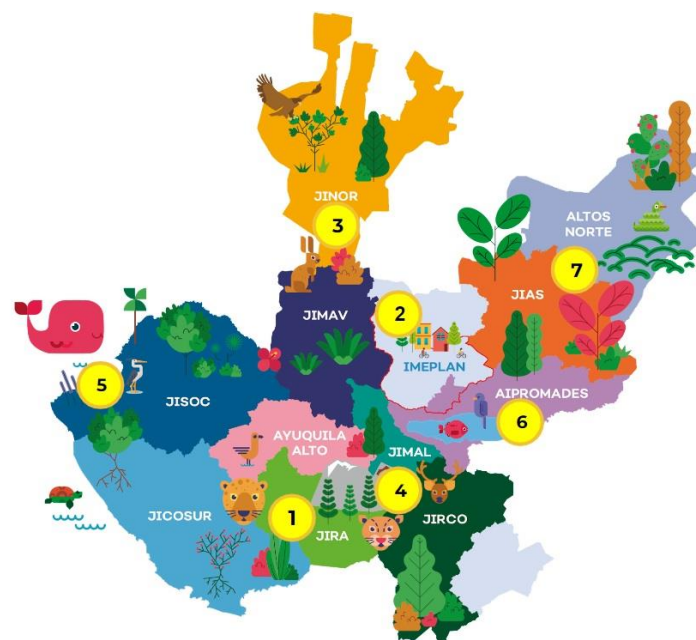 JINOR
3
ALTOS
NORTE
7
JIAS
JIMAV
2
IMEPLAN
5
JISOC
AIPROMADES
6
AYUQUILA
ALTO
JIMAL
4
JICOSUR
1
JIRA
JIRCO